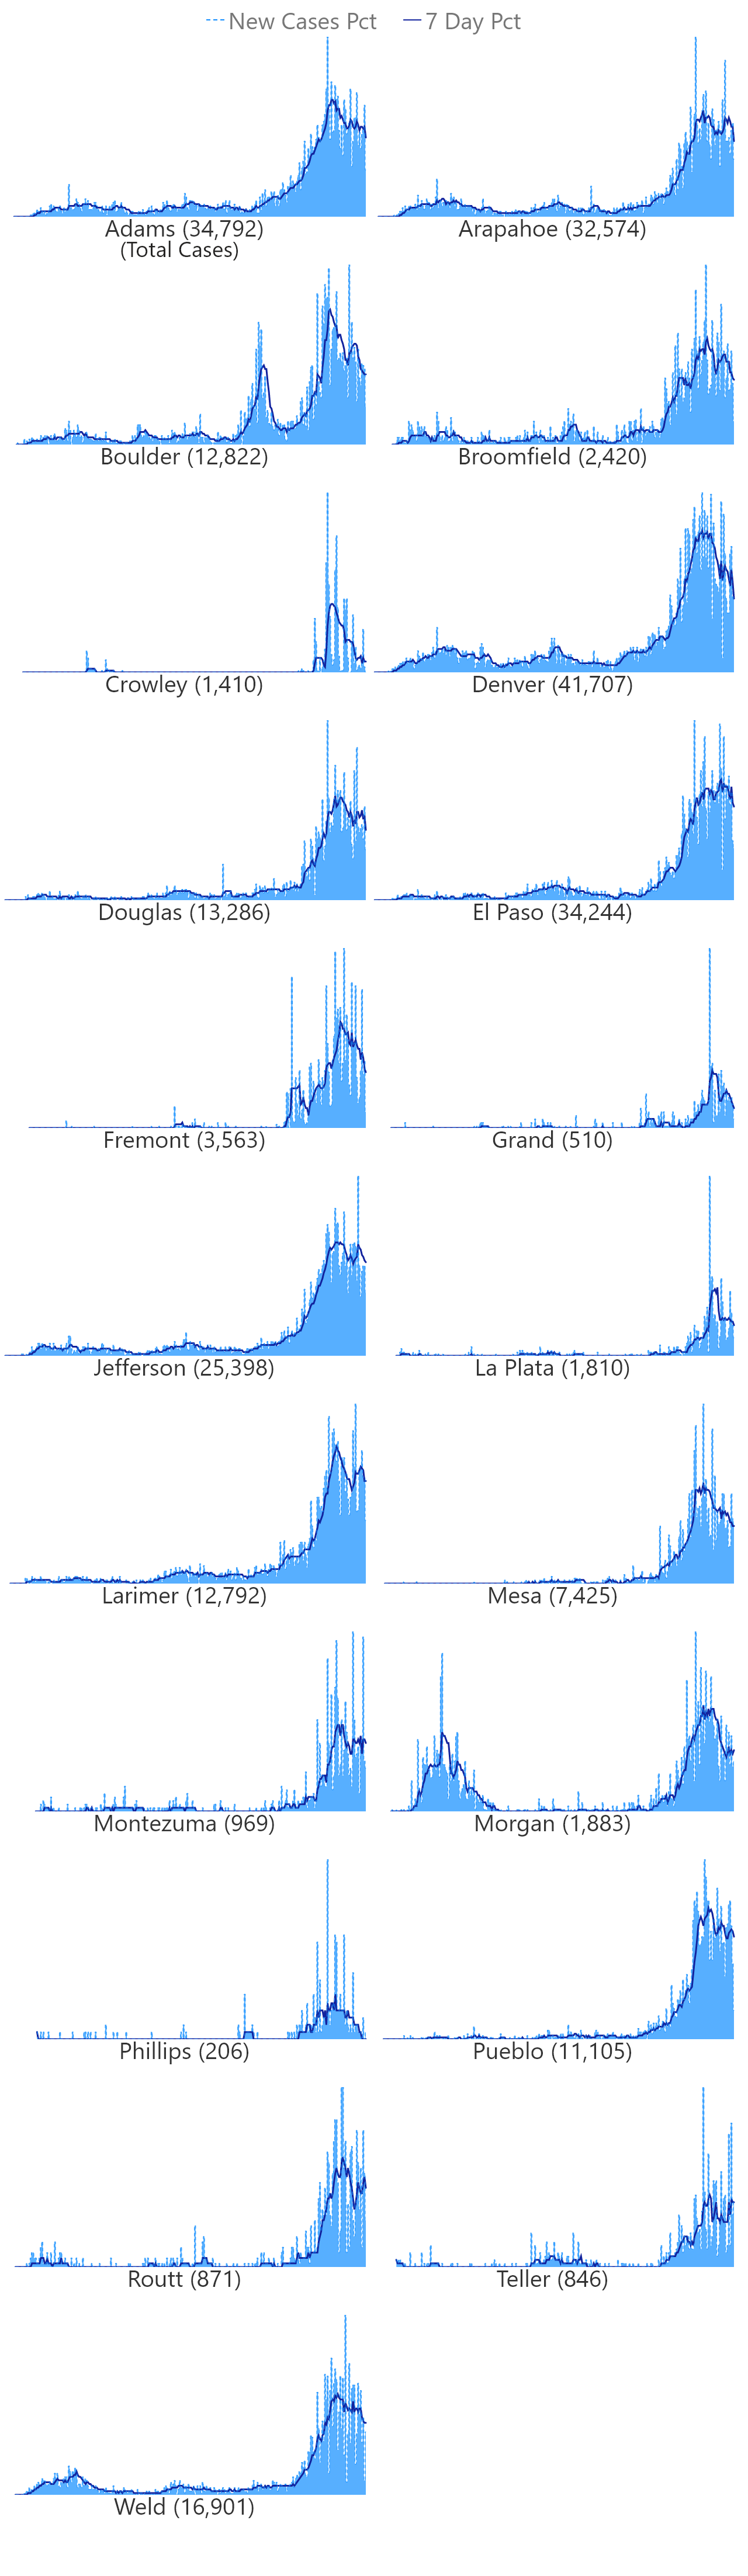 New Cases Pct 7 Day Pct
Adams (34,792) Arapahoe (32,574)
(Total Cases)
Boulder (12,822) Broomfield (2,420)
Crowley (1,410) Denver (41,707)
Douglas (13,286) El Paso (34,244)
Fremont (3,563) Grand (510)
Jefferson (25,398) La Plata (1,810)
Larimer (12,792) Mesa (7,425)
Montezuma (969) Morgan (1,883)
Phillips (206) Pueblo (11,105)
Routt (871) Teller (846)
Weld (16,901)